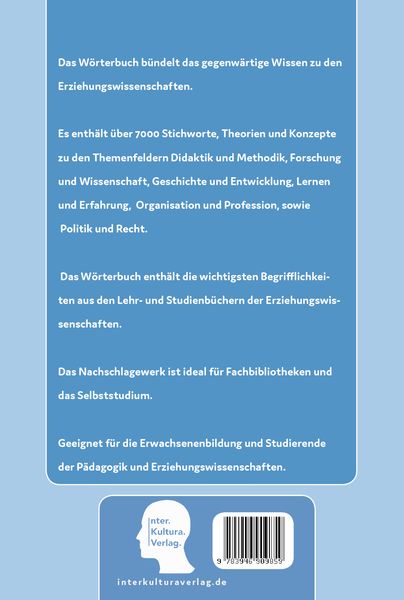 Das Wörterbuch bündelt das gegenwärtige Wissen zu den
Erziehungswissenschaften.
Es enthält über 7000 Stichworte, Theorien und Konzepte
zu den Themenfeldern Didaktik und Methodik, Forschung
und Wissenschaft, Geschichte und Entwicklung, Lernen
und Erfahrung, Organisation und Profession, sowie
Politik und Recht.
Das Wörterbuch enthält die wichtigsten Begrifflichkei-
ten aus den Lehr- und Studienbüchern der Erziehungswis-
senschaften.
Das Nachschlagewerk ist ideal für Fachbibliotheken und
das Selbststudium.
Geeignet für die Erwachsenenbildung und Studierende
der Pädagogik und Erziehungswissenschaften.
Inter.
Kultura.
Verlag.
9 783946 909859
interkulturaverlag.de